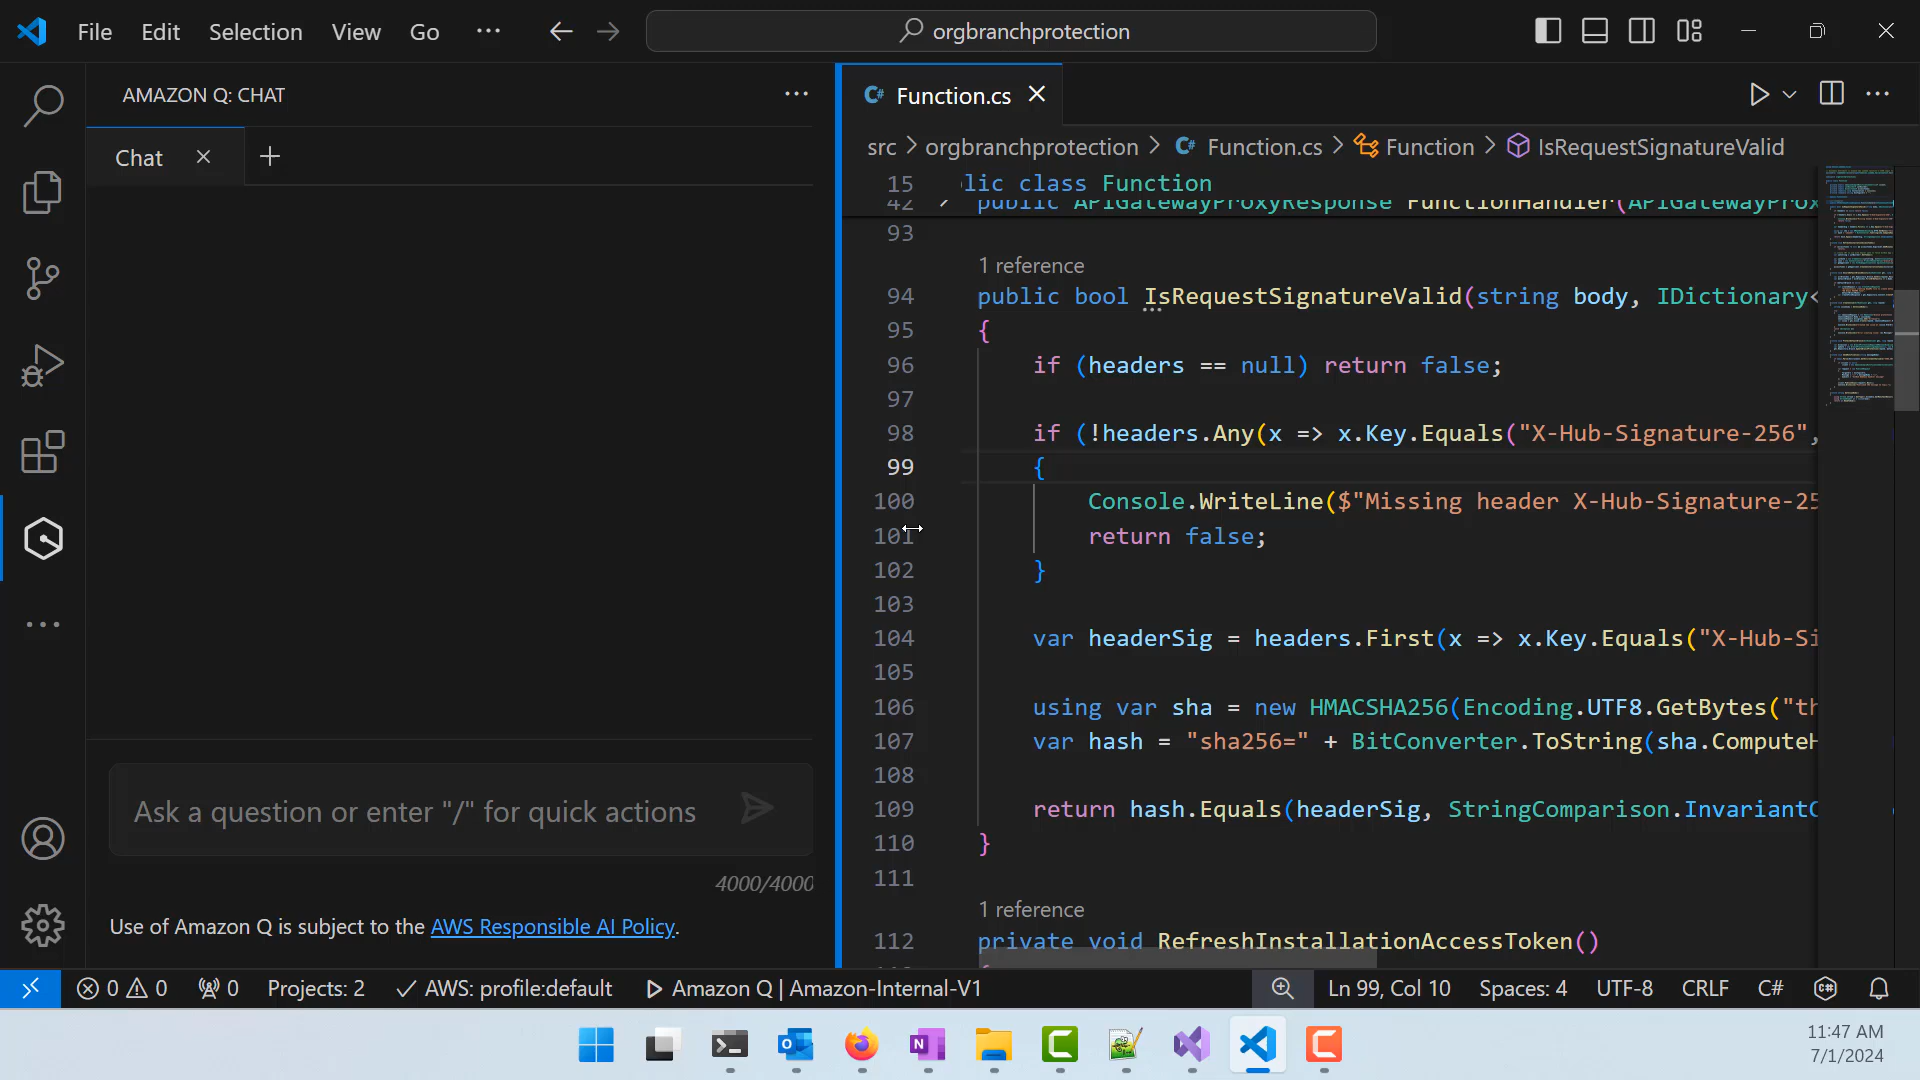 File Edit Selection View Go ··· orgbranchprotection
AMAZON Q: CHAT
Chat
Ask a question or enter "/" for quick actions
4000/4000
Use of Amazon Q is subject to the AWS Responsible AI Policy.
Function.cs
src > orgbranchprotection > Function.cs > Function > IsRequestSignatureValid
15 lic class Function
42 public APIGatewayProxyResponse FunctionHandler(APIGatewayProx
93
1 reference
94 public bool IsRequestSignatureValid(string body, IDictionary<
95 {
96 if (headers == null) return false;
97
98 if (!headers.Any(x => x.Key.Equals("X-Hub-Signature-256",
99 {
100 Console.WriteLine($"Missing header X-Hub-Signature-25
101 return false;
102 }
103
104 var headerSig = headers.First(x => x.Key.Equals("X-Hub-Si
105
106 using var sha = new HMACSHA256(Encoding.UTF8.GetBytes("th
107 var hash = "sha256=" + BitConverter.ToString(sha.ComputeH
108
109 return hash.Equals(headerSig, StringComparison.InvariantC
110 }
111
1 reference
112 private void RefreshInstallationAccessToken()
0 0 0 Projects: 2 AWS: profile:default Amazon Q | Amazon-Internal-V1 Ln 99, Col 10 Spaces: 4 UTF-8 CRLF C#
11:47 AM
7/1/2024